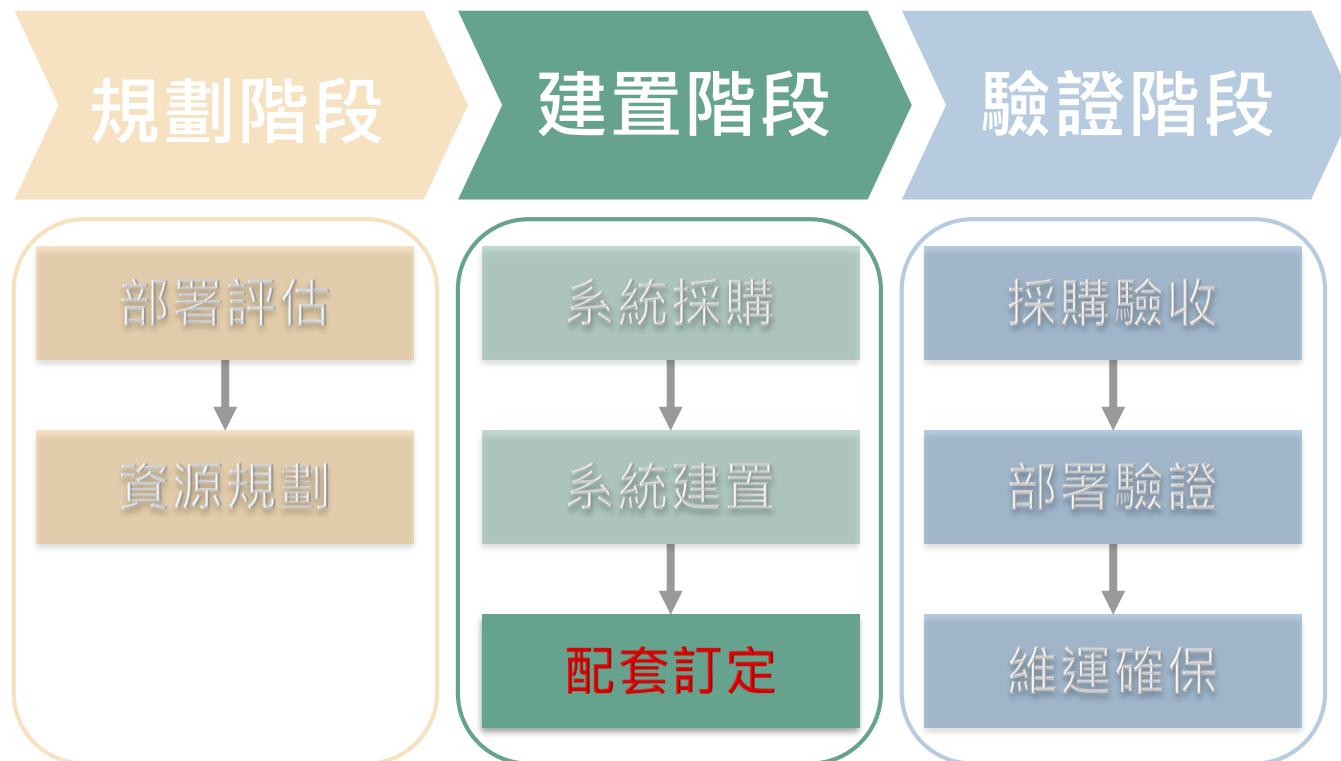 規劃階段
建置階段
驗證階段
部署評估
資源規劃
系統採購
系統建置
配套訂定
採購驗收
部署驗證
維運確保